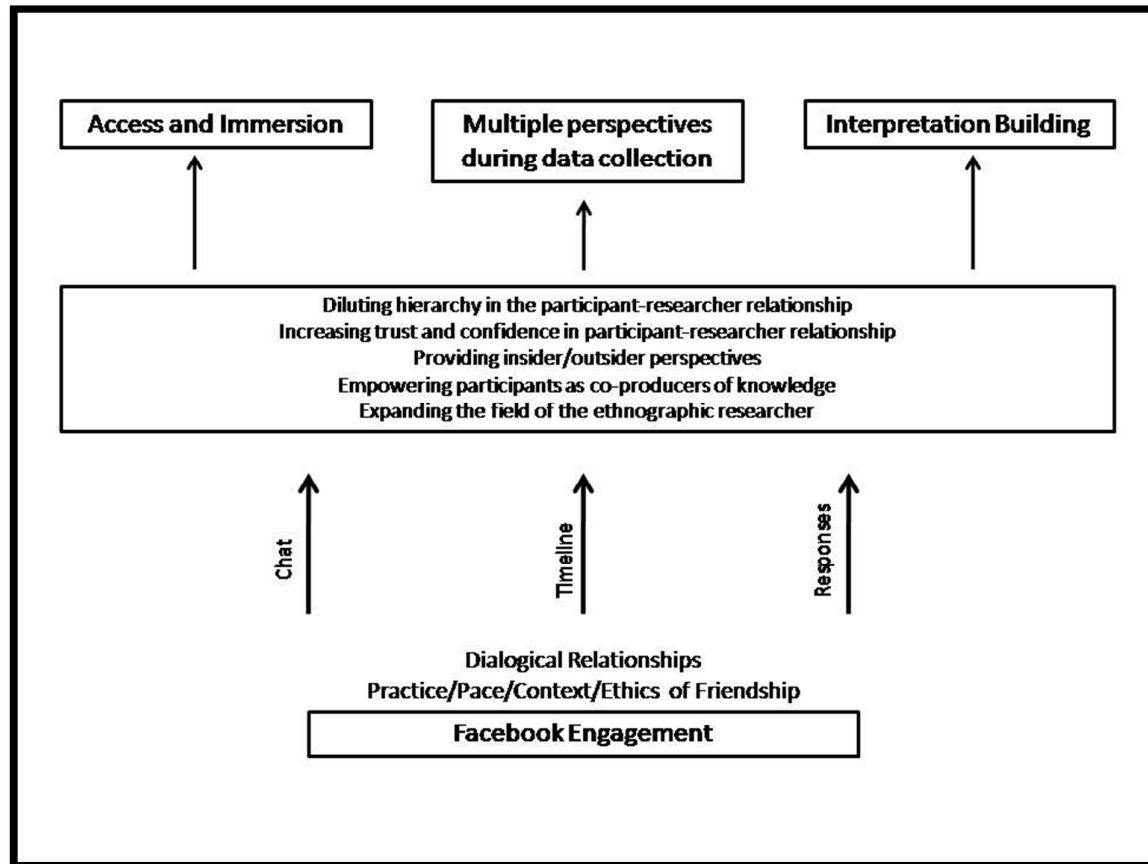 Access and Immersion
Multiple perspectives
during data collection
Interpretation Building
Diluting hierarchy in the participant-researcher relationship
Increasing trust and confidence in participant-researcher relationship
Providing insider/outsider perspectives
Empowering participants as co-producers of knowledge
Expanding the field of the ethnographic researcher
Chat
Timeline
Responses
Dialogical Relationships
Practice/Pace/Context/Ethics of Friendship
Facebook Engagement